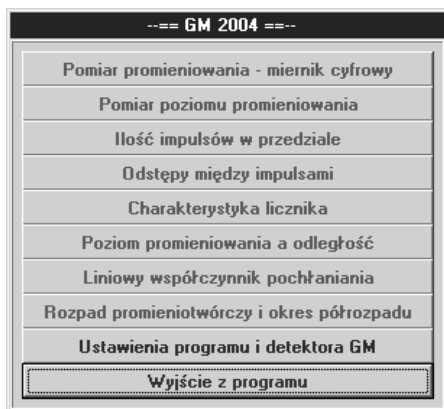 --== GM 2004 ==--
Pomiar promieniowania - miernik cyfrowy
Pomiar poziomu promieniowania
Ilość impulsów w przedziale
Odstępy między impulsami
Charakterystyka licznika
Poziom promieniowania a odległość
Liniowy współczynnik pochłaniania
Rozpad promieniotwórczy i okres półrozpadu
Ustawienia programu i detektora GM
Wyjście z programu